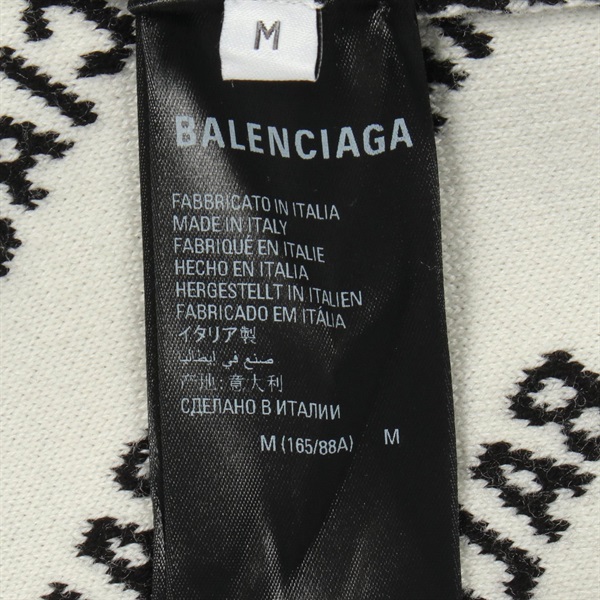 M
BALENCIAGA
FABBRICATO IN ITALIA
MADE IN ITALY
FABRIQUÉ EN ITALIE
HECHO EN ITALIA
HERGESTELLT IN ITALIEN
FABRICADO EM ITÁLIA
イタリア製
صنع في ايطاليا
产地:意大利
СДЕЛАНО В ИТАЛИИ
M (165/88A) M